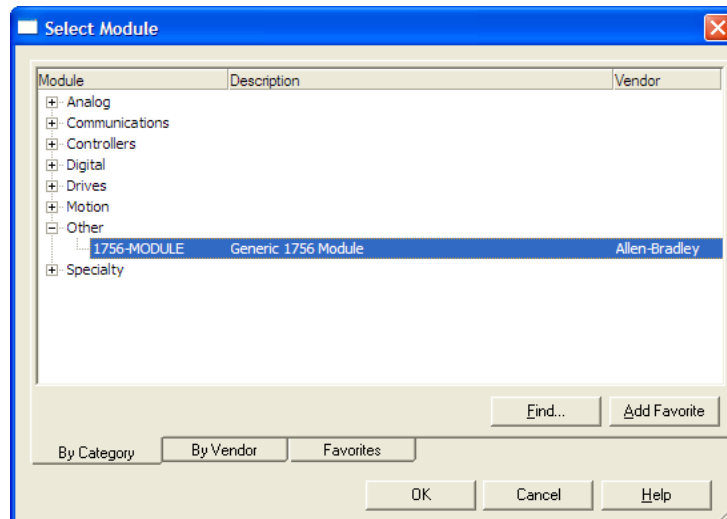 Select Module
Module Description Vendor
Analog
Communications
Controllers
Digital
Drives
Motion
Other
1756-MODULE Generic 1756 Module Allen-Bradley
Specialty
Find... Add Favorite
By Category By Vendor Favorites
OK Cancel Help